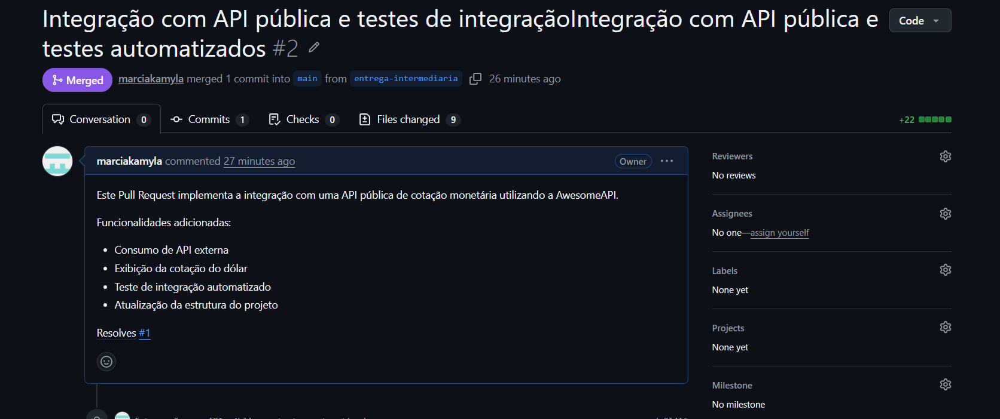 Integração com API pública e testes de integraçãoIntegração com API pública e
testes automatizados #2
Code
Merged marciakamyla merged 1 commit into main from entrega-intermediaria 26 minutes ago
Conversation 0 Commits 1 Checks 0 Files changed 9 +22
marciakamyla commented 27 minutes ago Owner
Este Pull Request implementa a integração com uma API pública de cotação monetária utilizando a AwesomeAPI.
Funcionalidades adicionadas:
• Consumo de API externa
• Exibição da cotação do dólar
• Teste de integração automatizado
• Atualização da estrutura do projeto
Resolves #1
Reviewers
No reviews
Assignees
No one—assign yourself
Labels
None yet
Projects
None yet
Milestone
No milestone